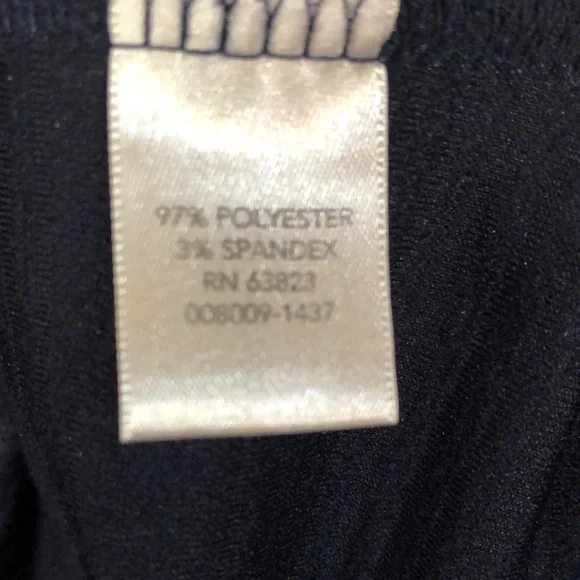 97% POLYESTER
3% SPANDEX
RN 63823
008009-1437